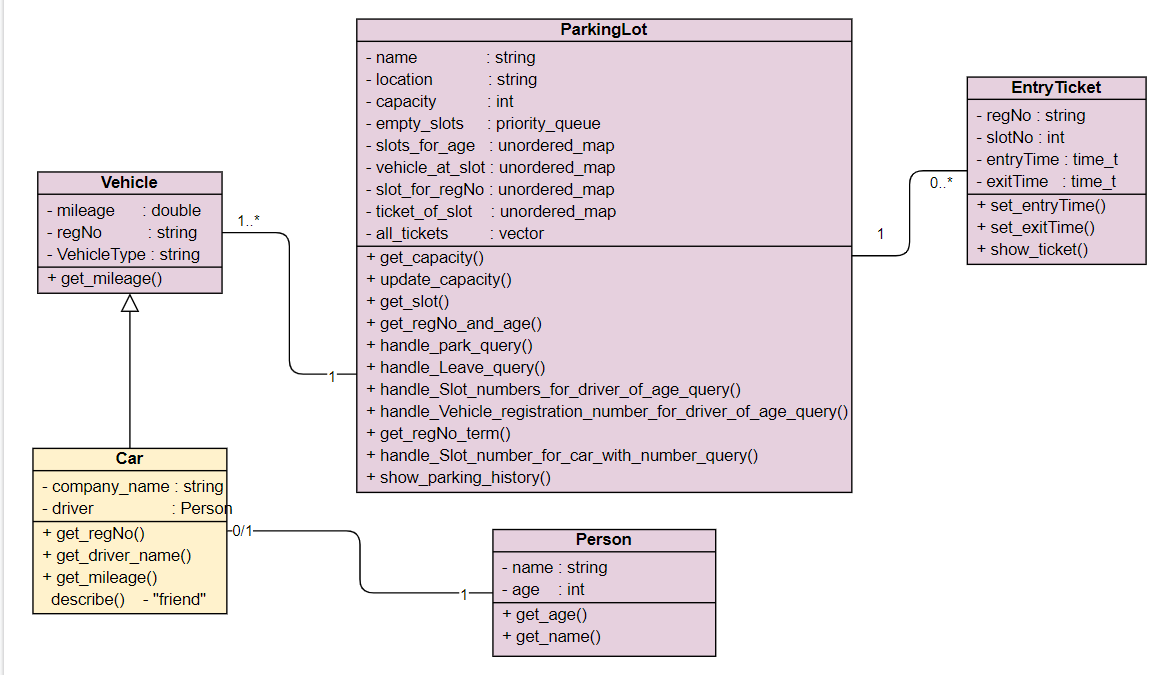 ParkingLot
- name : string
- location : string
- capacity : int
- empty_slots : priority_queue
- slots_for_age : unordered_map
- vehicle_at_slot : unordered_map
- slot_for_regNo : unordered_map
- ticket_of_slot : unordered_map
- all_tickets : vector
+ get_capacity()
+ update_capacity()
+ get_slot()
+ get_regNo_and_age()
+ handle_park_query()
+ handle_Leave_query()
+ handle_Slot_numbers_for_driver_of_age_query()
+ handle_Vehicle_registration_number_for_driver_of_age_query()
+ get_regNo_term()
+ handle_Slot_number_for_car_with_number_query()
+ show_parking_history()
EntryTicket
- regNo : string
- slotNo : int
- entryTime : time_t
- exitTime : time_t
+ set_entryTime()
+ set_exitTime()
+ show_ticket()
0..*
1
Vehicle
- mileage : double
- regNo : string
- VehicleType : string
+ get_mileage()
1..*
1
Car
- company_name : string
- driver : Person
+ get_regNo()
+ get_driver_name()
+ get_mileage()
describe() - "friend"
0/1
1
Person
- name : string
- age : int
+ get_age()
+ get_name()